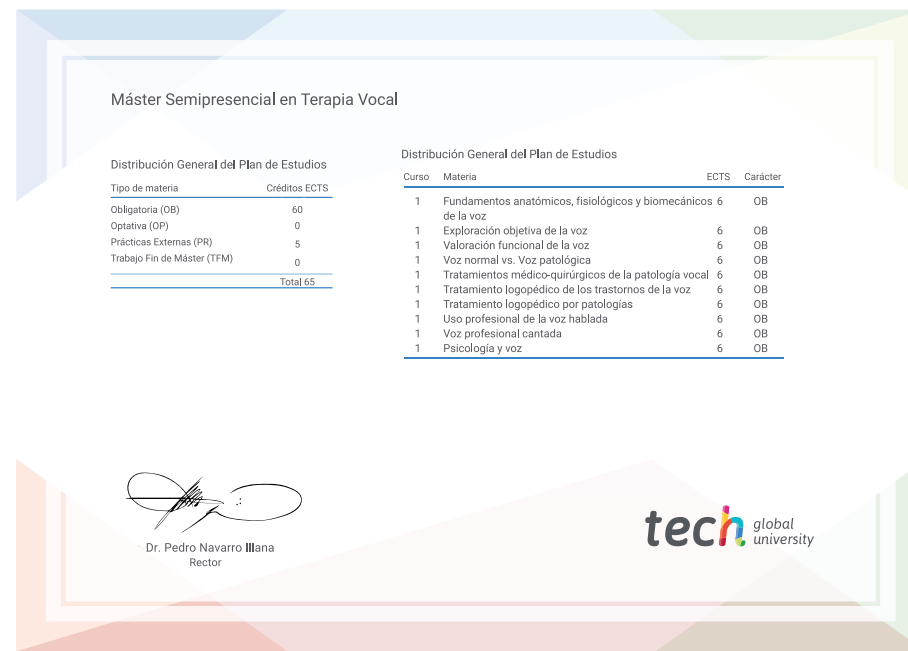 Máster Semipresencial en Terapia Vocal
Distribución General del Plan de Estudios
Tipo de materia Créditos ECTS
Obligatoria (OB) 60
Optativa (OP) 0
Prácticas Externas (PR) 5
Trabajo Fin de Máster (TFM) 0
Total 65
Distribución General del Plan de Estudios
Curso Materia ECTS Carácter
1 Fundamentos anatómicos, fisiológicos y biomecánicos 6 OB
de la voz
1 Exploración objetiva de la voz 6 OB
1 Valoración funcional de la voz 6 OB
1 Voz normal vs. Voz patológica 6 OB
1 Tratamientos médico-quirúrgicos de la patología vocal 6 OB
1 Tratamiento logopédico de los trastornos de la voz 6 OB
1 Tratamiento logopédico por patologías 6 OB
1 Uso profesional de la voz hablada 6 OB
1 Voz profesional cantada 6 OB
1 Psicología y voz 6 OB
Dr. Pedro Navarro Illana
Rector
tech global
university